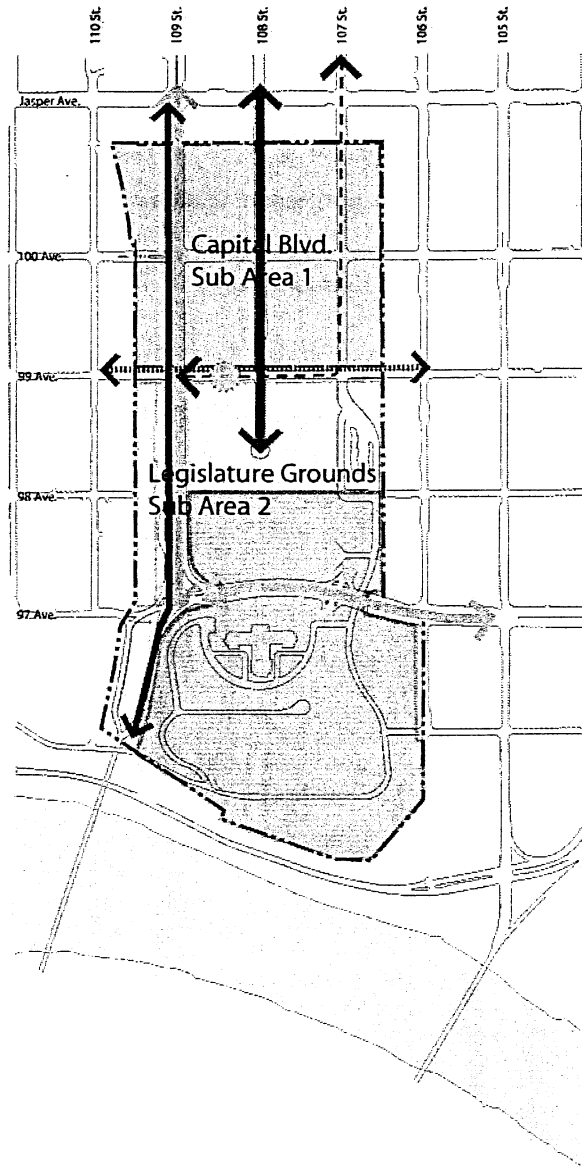 110 St.
109 St.
108 St.
107 St.
106 St.
105 St.
Jasper Ave.
Capital Blvd.
Sub Area 1
100 Ave.
99 Ave.
Legislature Grounds
Sub Area 2
98 Ave.
97 Ave.